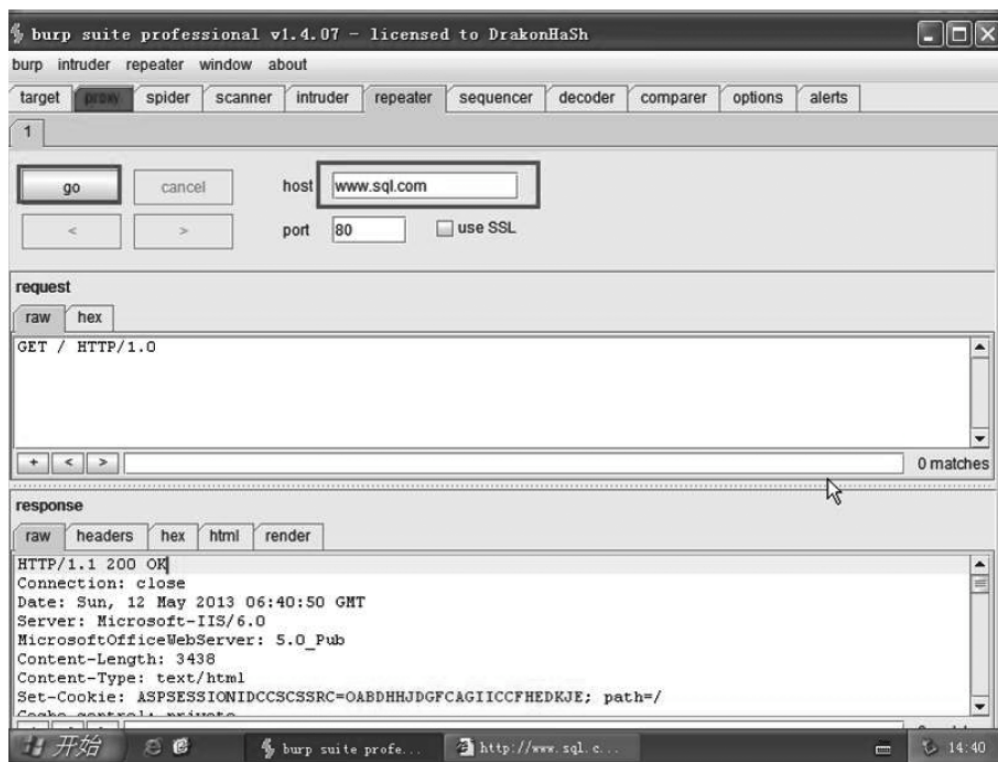 burp suite professional v1.4.07 - licensed to DrakonHaSh
burp intruder repeater window about
target proxy spider scanner intruder repeater sequencer decoder comparer options alerts
1
go cancel host www.sql.com
< > port 80 use SSL
request
raw hex
GET / HTTP/1.0
+ < > 0 matches
response
raw headers hex html render
HTTP/1.1 200 OK
Connection: close
Date: Sun, 12 May 2013 06:40:50 GMT
Server: Microsoft-IIS/6.0
MicrosoftOfficeWebServer: 5.0_Pub
Content-Length: 3438
Content-Type: text/html
Set-Cookie: ASPSESSIONIDCCSCSSRC=OABDHHJDGFCAGIICCFHEDKJE; path=/
Cache-control: private
开始 burp suite profe... http://www.sql.c... 14:40